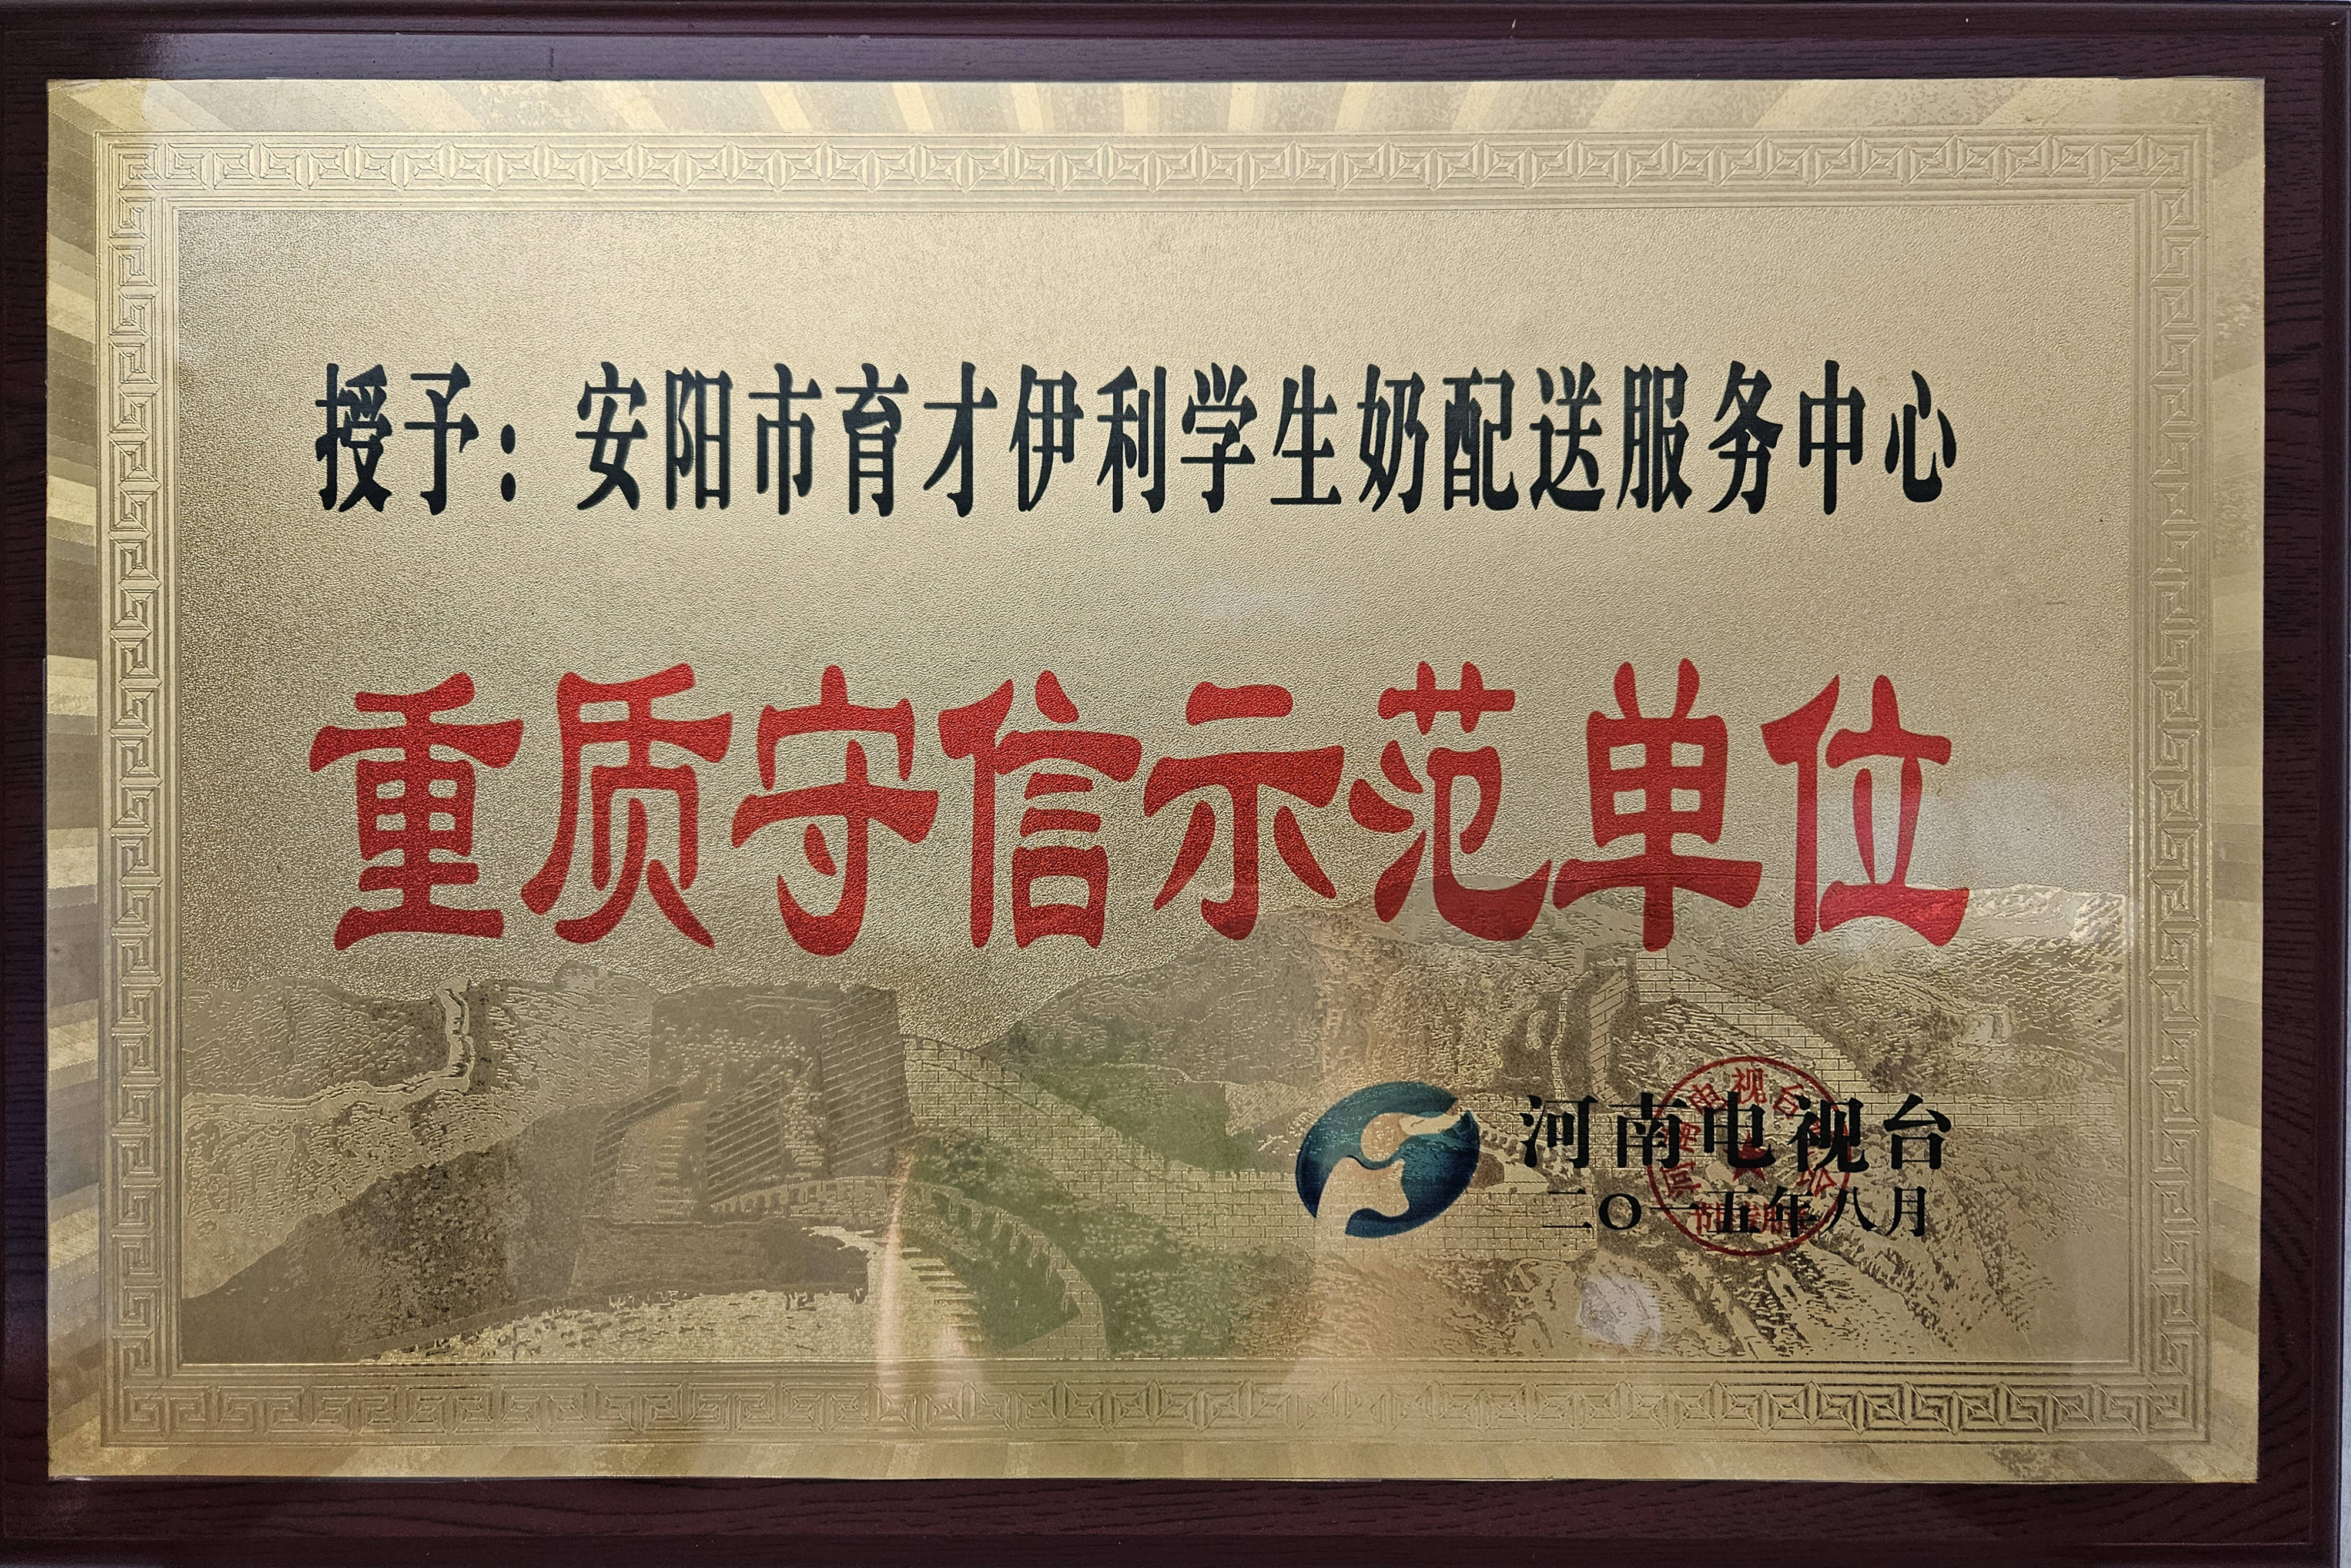 授予：安阳市育才伊利学生奶配送服务中心
重质守信示范单位
河南电视台
二〇一五年八月